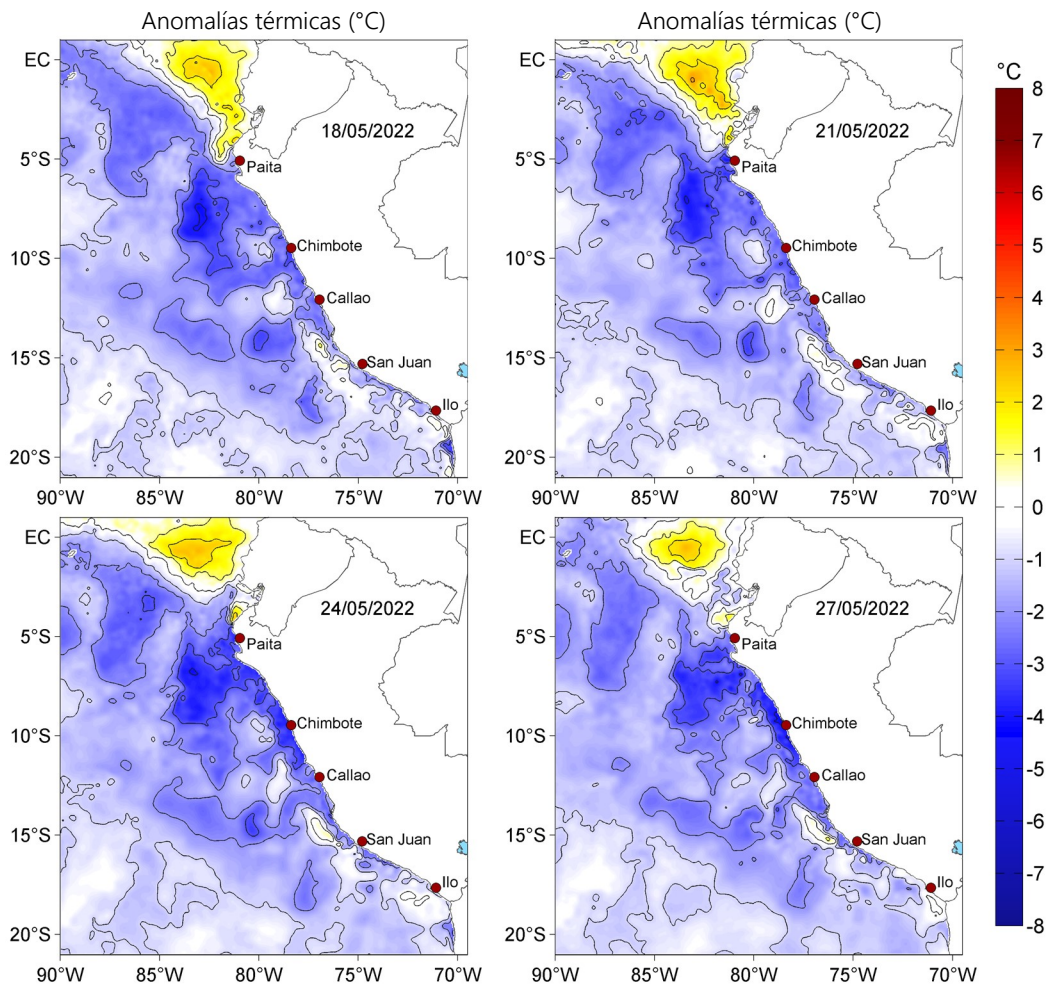 Anomalías térmicas (°C)
Anomalías térmicas (°C)
EC
5°S
10°S
15°S
20°S
90°W
85°W
80°W
75°W
70°W
18/05/2022
Paita
Chimbote
Callao
San Juan
Ilo
EC
5°S
10°S
15°S
20°S
90°W
85°W
80°W
75°W
70°W
21/05/2022
Paita
Chimbote
Callao
San Juan
Ilo
EC
5°S
10°S
15°S
20°S
90°W
85°W
80°W
75°W
70°W
24/05/2022
Paita
Chimbote
Callao
San Juan
Ilo
EC
5°S
10°S
15°S
20°S
90°W
85°W
80°W
75°W
70°W
27/05/2022
Paita
Chimbote
Callao
San Juan
Ilo
°C
8
7
6
5
4
3
2
1
0
-1
-2
-3
-4
-5
-6
-7
-8